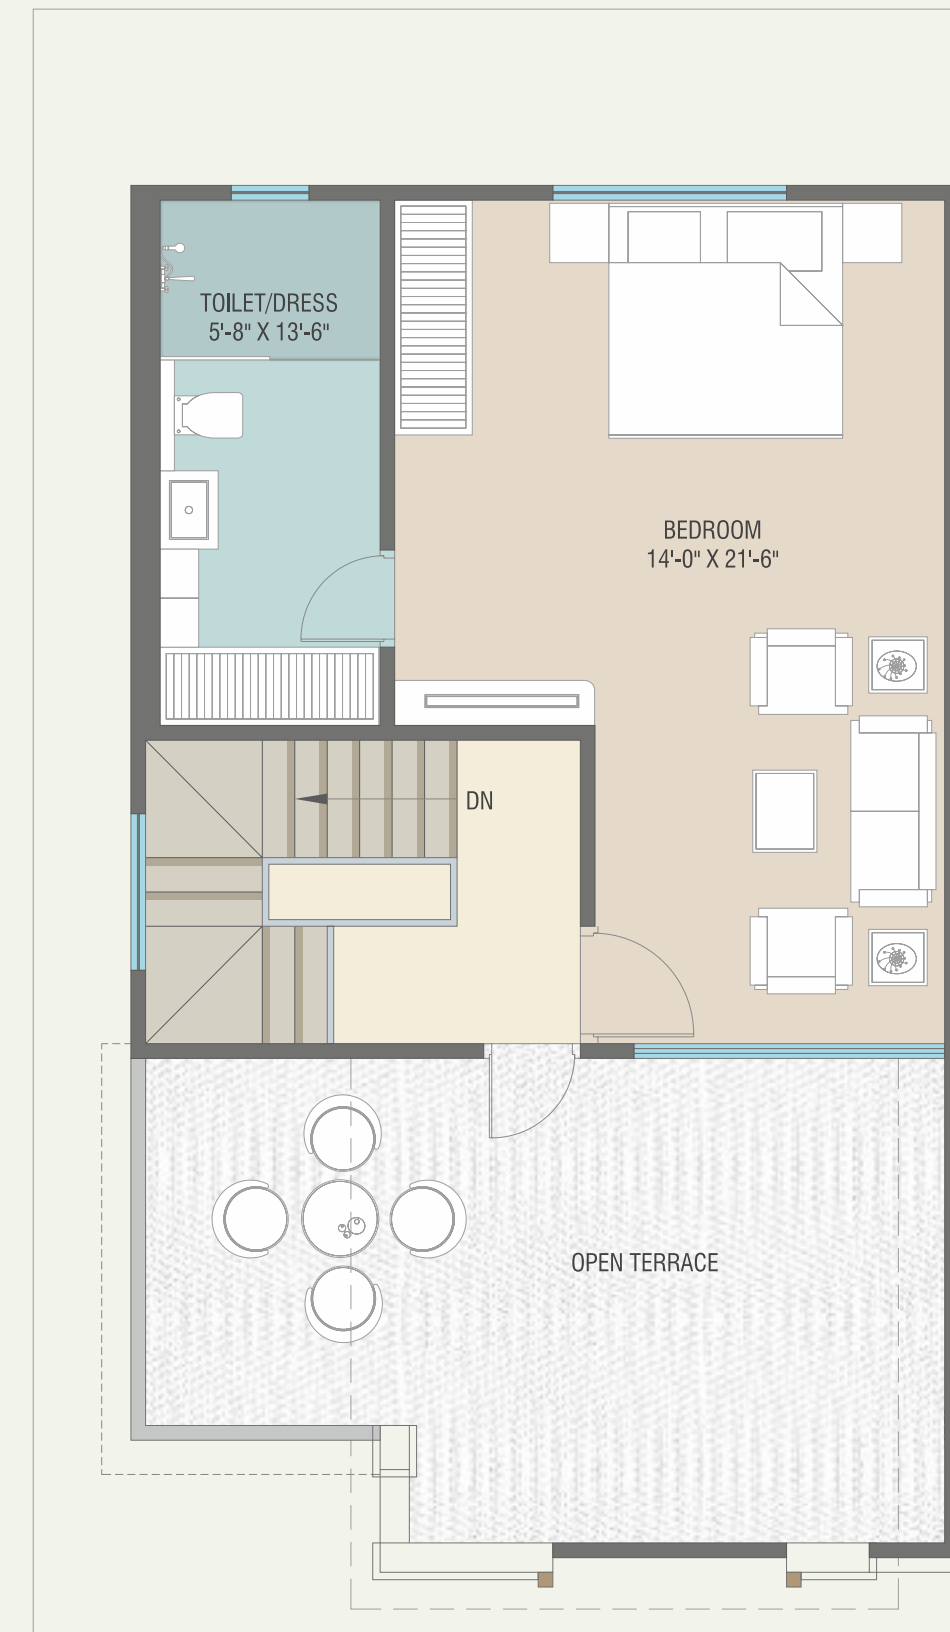 TOILET/DRESS
5'-8" X 13'-6"
BEDROOM
14'-0" X 21'-6"
DN
OPEN TERRACE